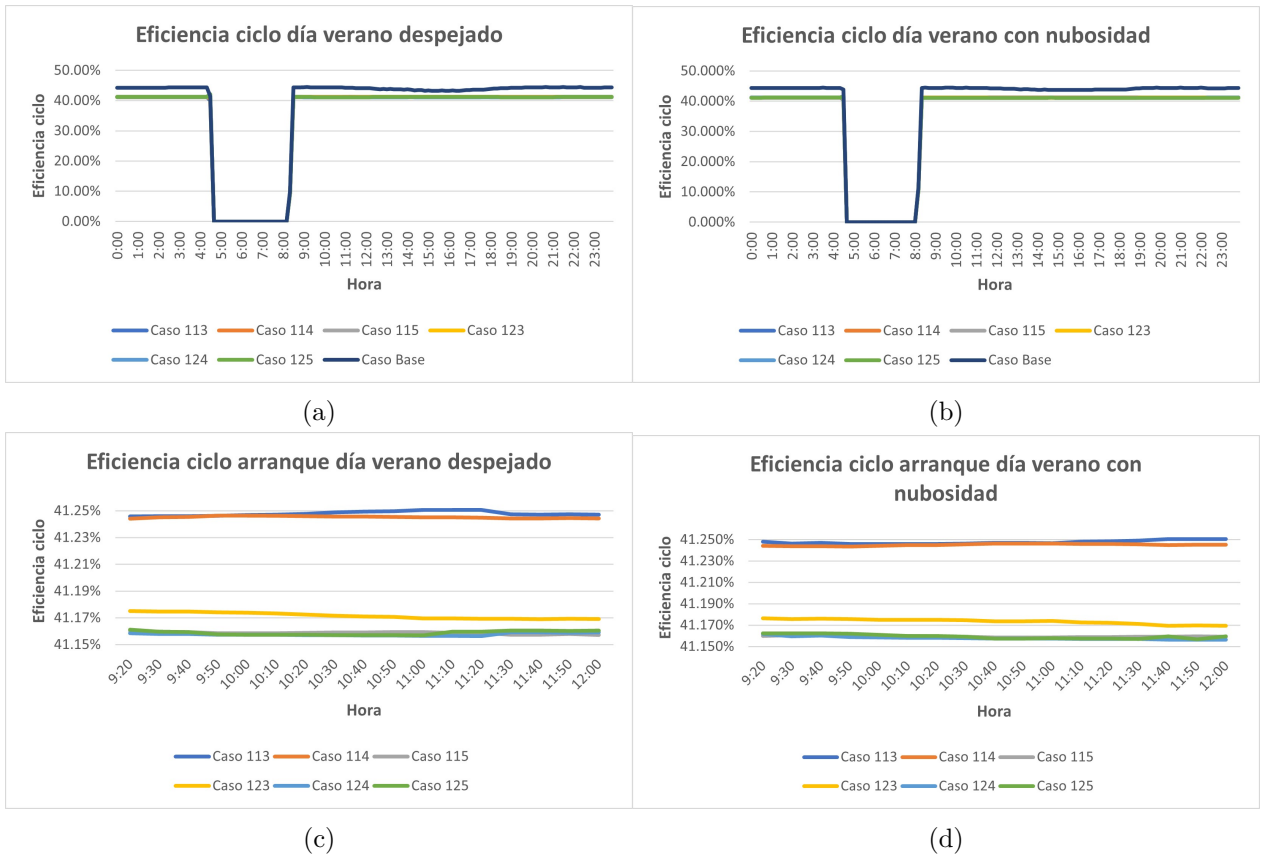 Eficiencia ciclo día verano despejado
50.00%
40.00%
30.00%
20.00%
10.00%
0.00%
Eficiencia ciclo
0:00 1:00 2:00 3:00 4:00 5:00 6:00 7:00 8:00 9:00 10:00 11:00 12:00 13:00 14:00 15:00 16:00 17:00 18:00 19:00 20:00 21:00 22:00 23:00
Hora
Caso 113 Caso 114 Caso 115 Caso 123
Caso 124 Caso 125 Caso Base
(a)
Eficiencia ciclo día verano con nubosidad
50.000%
40.000%
30.000%
20.000%
10.000%
0.000%
Eficiencia ciclo
0:00 1:00 2:00 3:00 4:00 5:00 6:00 7:00 8:00 9:00 10:00 11:00 12:00 13:00 14:00 15:00 16:00 17:00 18:00 19:00 20:00 21:00 22:00 23:00
Hora
Caso 113 Caso 114 Caso 115 Caso 123
Caso 124 Caso 125 Caso Base
(b)
Eficiencia ciclo arranque día verano despejado
41.25%
41.23%
41.21%
41.19%
41.17%
41.15%
Eficiencia ciclo
9:20 9:30 9:40 9:50 10:00 10:10 10:20 10:30 10:40 10:50 11:00 11:10 11:20 11:30 11:40 11:50 12:00
Hora
Caso 113 Caso 114 Caso 115
Caso 123 Caso 124 Caso 125
(c)
Eficiencia ciclo arranque día verano con
nubosidad
41.250%
41.230%
41.210%
41.190%
41.170%
41.150%
Eficiencia ciclo
9:20 9:30 9:40 9:50 10:00 10:10 10:20 10:30 10:40 10:50 11:00 11:10 11:20 11:30 11:40 11:50 12:00
Hora
Caso 113 Caso 114 Caso 115
Caso 123 Caso 124 Caso 125
(d)